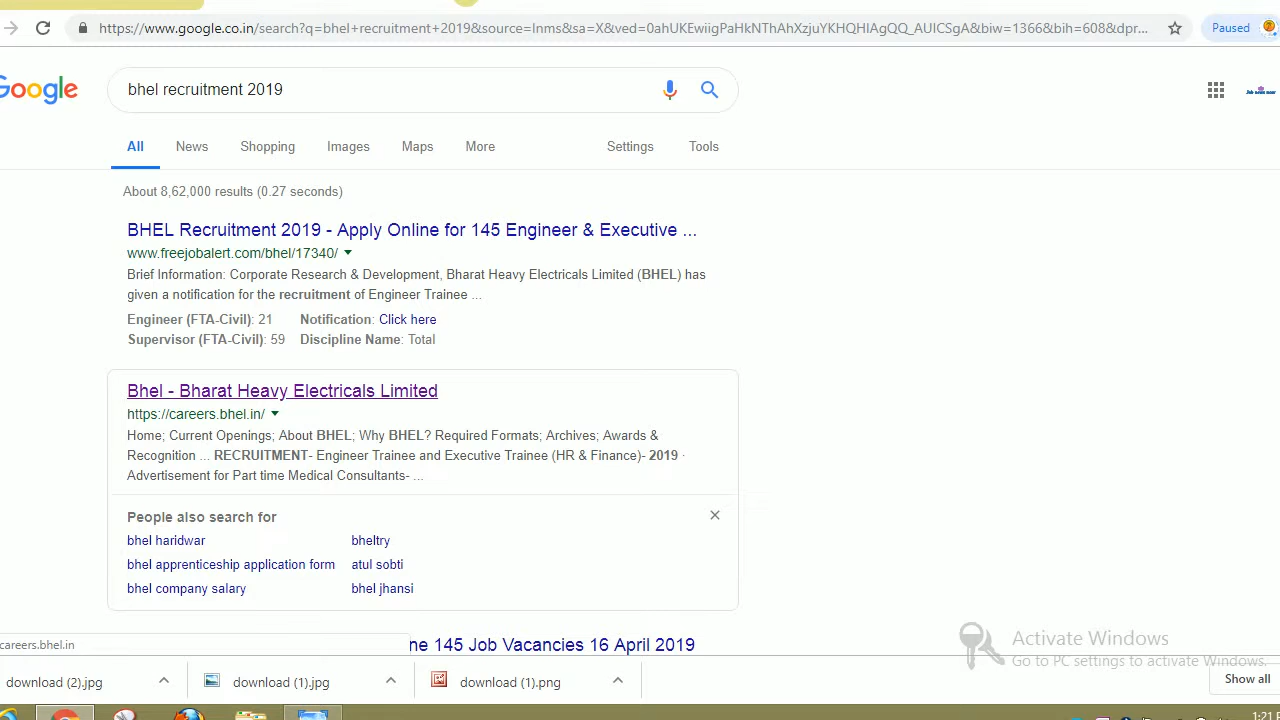 https://www.google.co.in/search?q=bhel+recruitment+2019&source=lnms&sa=X&ved=0ahUKEwiigPaHkNThAhXzjuYKHQHIAgQQ_AUICSgA&biw=1366&bih=608&dpr... Paused
Google bhel recruitment 2019
All News Shopping Images Maps More Settings Tools
About 8,62,000 results (0.27 seconds)
BHEL Recruitment 2019 - Apply Online for 145 Engineer & Executive ...
www.freejobalert.com/bhel/17340/
Brief Information: Corporate Research & Development, Bharat Heavy Electricals Limited (BHEL) has
given a notification for the recruitment of Engineer Trainee ...
Engineer (FTA-Civil): 21 Notification: Click here
Supervisor (FTA-Civil): 59 Discipline Name: Total
Bhel - Bharat Heavy Electricals Limited
https://careers.bhel.in/
Home; Current Openings; About BHEL; Why BHEL? Required Formats; Archives; Awards &
Recognition ... RECRUITMENT- Engineer Trainee and Executive Trainee (HR & Finance)- 2019 ·
Advertisement for Part time Medical Consultants- ...
People also search for
bhel haridwar bheltry
bhel apprenticeship application form atul sobti
bhel company salary bhel jhansi
careers.bhel.in ne 145 Job Vacancies 16 April 2019
Activate Windows
Go to PC settings to activate Windows.
download (2).jpg download (1).jpg download (1).png Show all
1:21